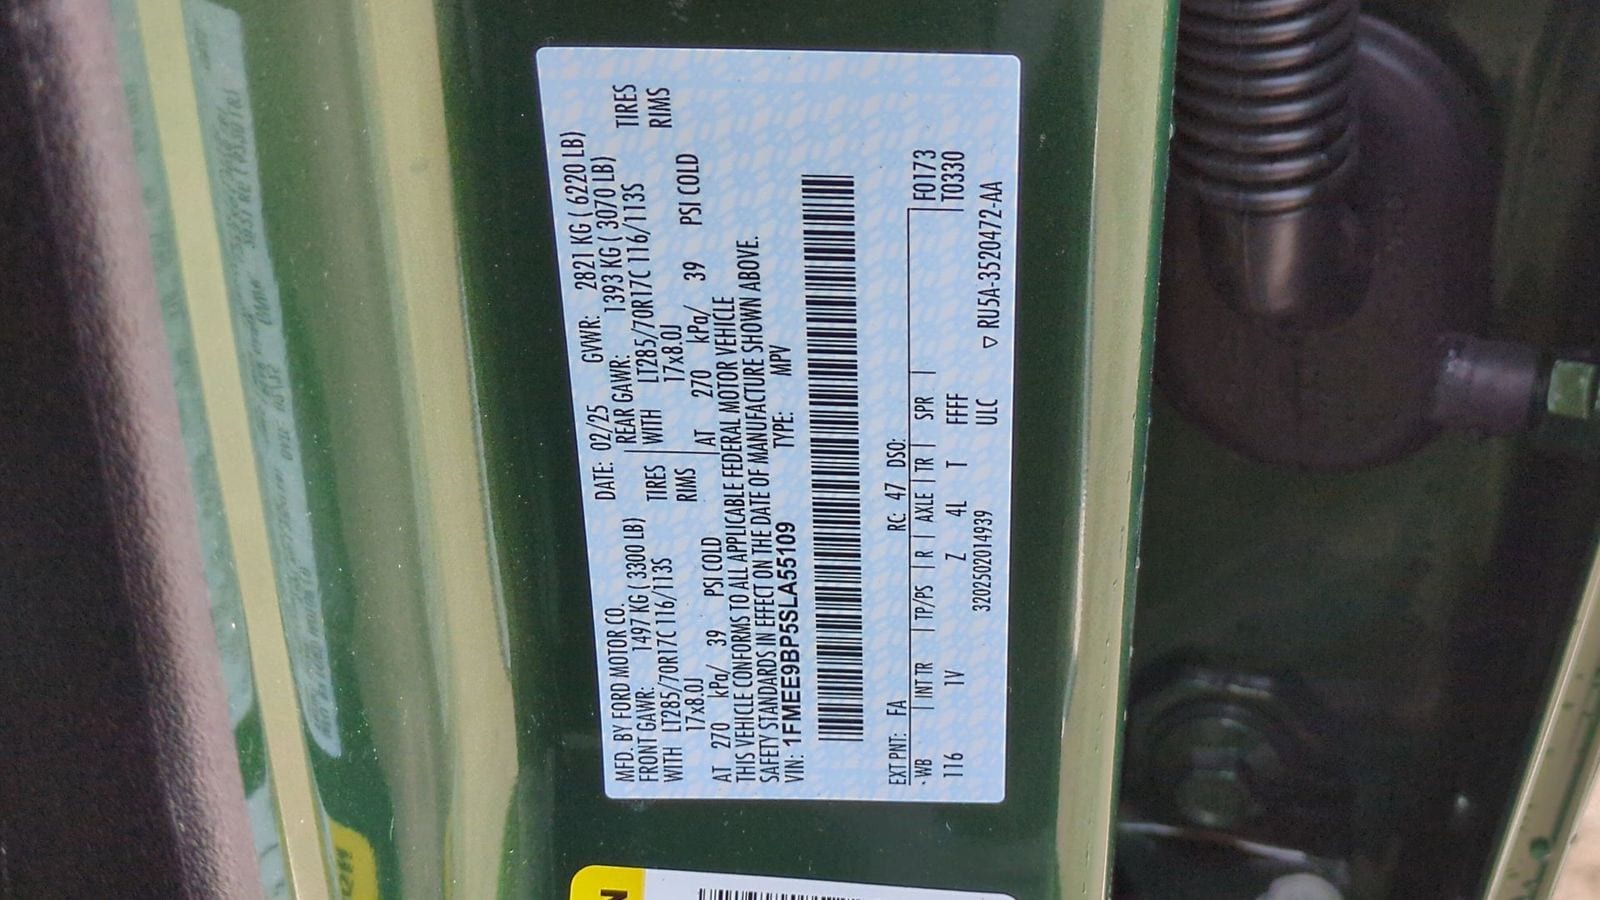 MFD. BY FORD MOTOR CO.
DATE: 02/25 GVWR: 2821 KG ( 6220 LB)
FRONT GAWR: 1497 KG ( 3300 LB)
REAR GAWR: 1393 KG ( 3070 LB)
WITH LT285/70R17C 116/113S TIRES
WITH LT285/70R17C 116/113S TIRES
17x8.0J RIMS
17x8.0J RIMS
AT 270 kPa/ 39 PSI COLD
AT 270 kPa/ 39 PSI COLD
THIS VEHICLE CONFORMS TO ALL APPLICABLE FEDERAL MOTOR VEHICLE
SAFETY STANDARDS IN EFFECT ON THE DATE OF MANUFACTURE SHOWN ABOVE.
VIN: 1FMEE9BP5SLA55109 TYPE: MPV
EXT PNT: FA RC: 47 DSO:
WB | INT TR | TP/PS | R | AXLE | TR | SPR | F0173
116 1V Z 4L T FFFF T0330
3202502014939 ULC ▽ RU5A-3520472-AA
N